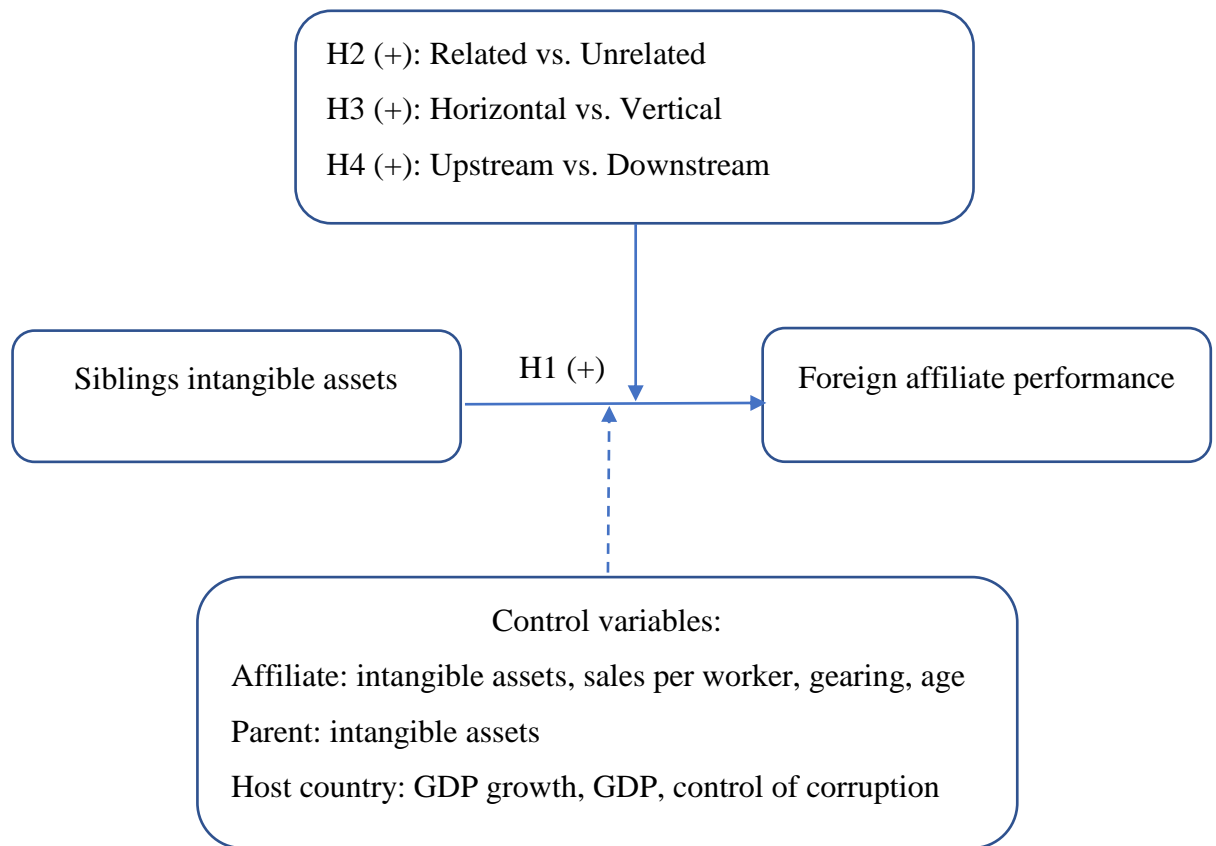 H2 (+): Related vs. Unrelated
H3 (+): Horizontal vs. Vertical
H4 (+): Upstream vs. Downstream
Siblings intangible assets
H1 (+)
Foreign affiliate performance
Control variables:
Affiliate: intangible assets, sales per worker, gearing, age
Parent: intangible assets
Host country: GDP growth, GDP, control of corruption